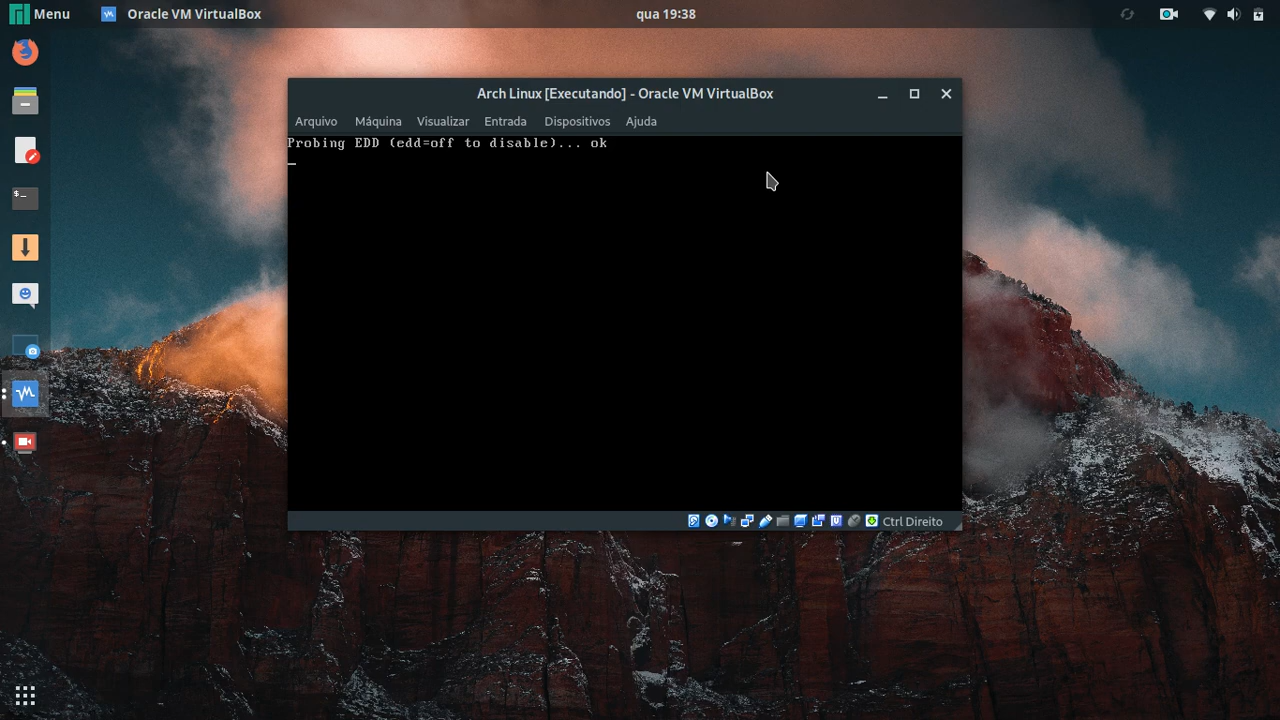 Menu
Oracle VM VirtualBox
qua 19:38
Arch Linux [Executando] - Oracle VM VirtualBox
Arquivo Máquina Visualizar Entrada Dispositivos Ajuda
Probing EDD (edd=off to disable)... ok
_
$_
Ctrl Direito